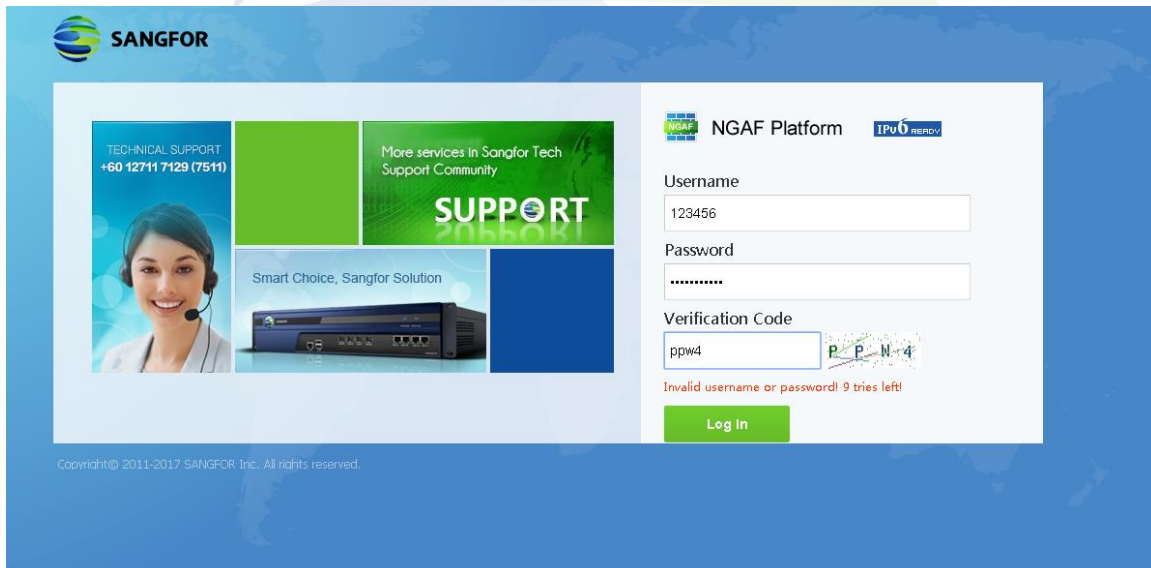 SANGFOR
TECHNICAL SUPPORT
+60 12711 7129 (7511)
More services in Sangfor Tech
Support Community
SUPPORT
Smart Choice, Sangfor Solution
NGAF
NGAF Platform
IPv6 READY
Username
123456
Password
•••••••••••
Verification Code
ppw4
P P W 4
Invalid username or password! 9 tries left!
Log In
Copyright© 2011-2017 SANGFOR Inc. All rights reserved.